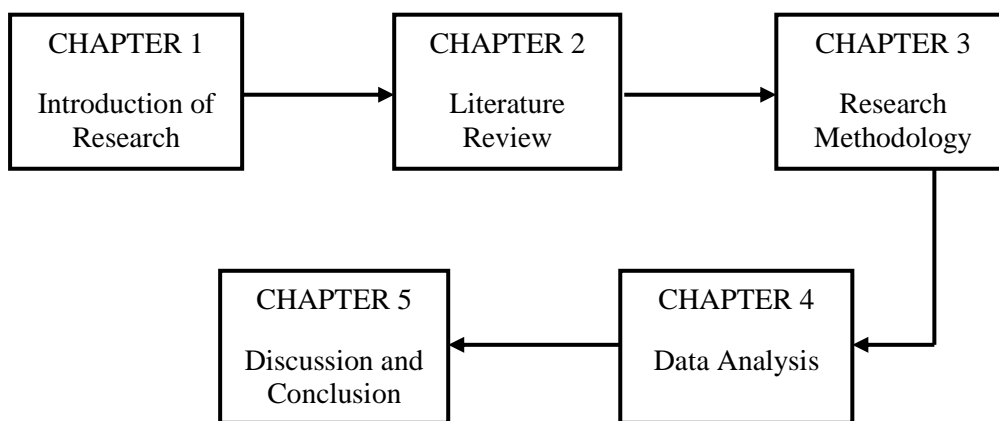 CHAPTER 1
Introduction of
Research
CHAPTER 2
Literature
Review
CHAPTER 3
Research
Methodology
CHAPTER 4
Data Analysis
CHAPTER 5
Discussion and
Conclusion